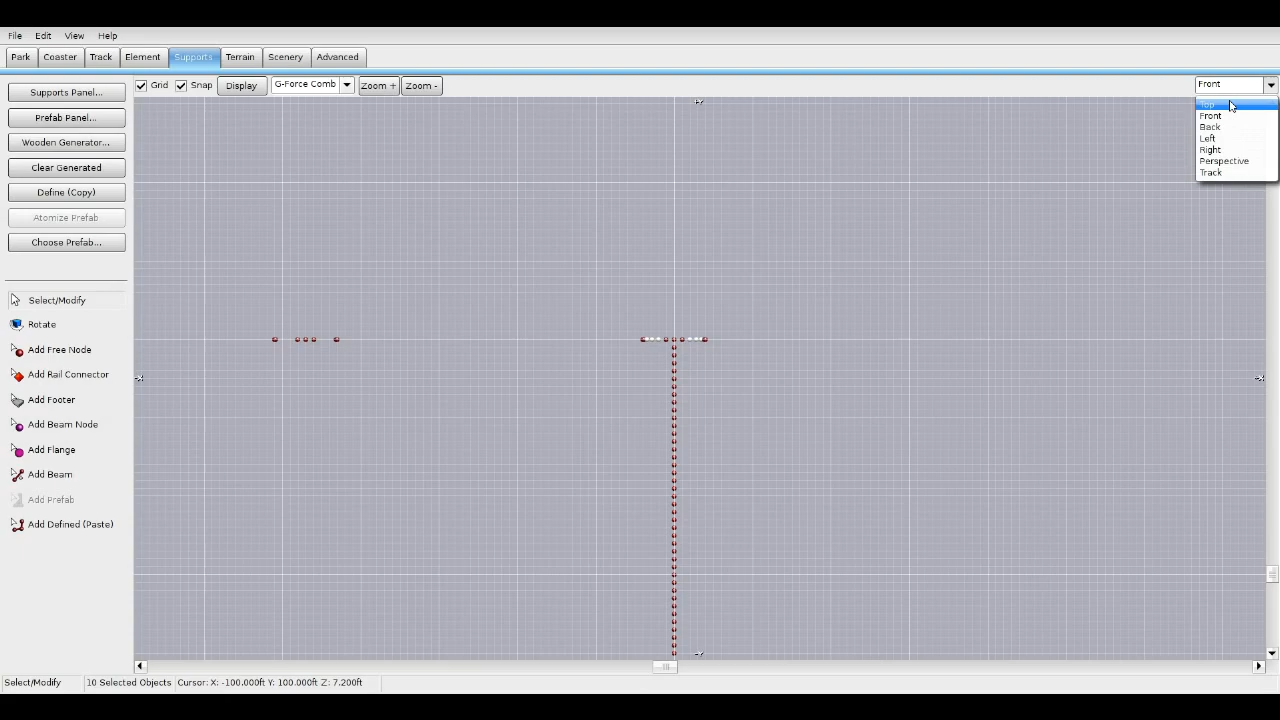 File Edit View Help
Park Coaster Track Element Supports Terrain Scenery Advanced
Grid Snap Display G-Force Comb Zoom + Zoom - Front
Top
Front
Back
Left
Right
Perspective
Track
Supports Panel...
Prefab Panel...
Wooden Generator...
Clear Generated
Define (Copy)
Atomize Prefab
Choose Prefab...
Select/Modify
Rotate
Add Free Node
Add Rail Connector
Add Footer
Add Beam Node
Add Flange
Add Beam
Add Prefab
Add Defined (Paste)
Select/Modify 10 Selected Objects Cursor: X: -100.000ft Y: 100.000ft Z: 7.200ft